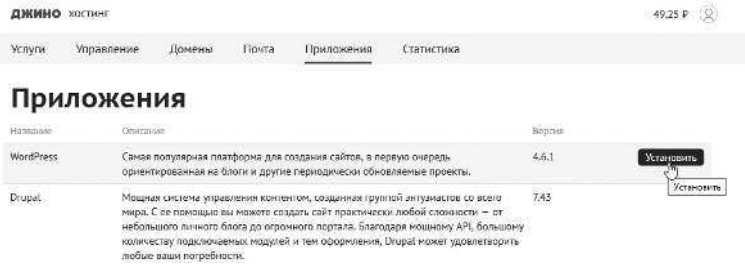 джино хостинг 49,25 ₽
Услуги Управление Домены Почта Приложения Статистика
Приложения
Название Описание Версия
WordPress Самая популярная платформа для создания сайтов, в первую очередь 4.6.1 Установить
ориентированная на блоги и другие периодически обновляемые проекты.
Установить
Drupal Мощная система управления контентом, созданная группой энтузиастов со всего 7.43
мира. С ее помощью вы можете создать сайт практически любой сложности — от
небольшого личного блога до огромного портала. Благодаря мощному API, большому
количеству подключаемых модулей и тем оформления, Drupal может удовлетворить
любые ваши потребности.